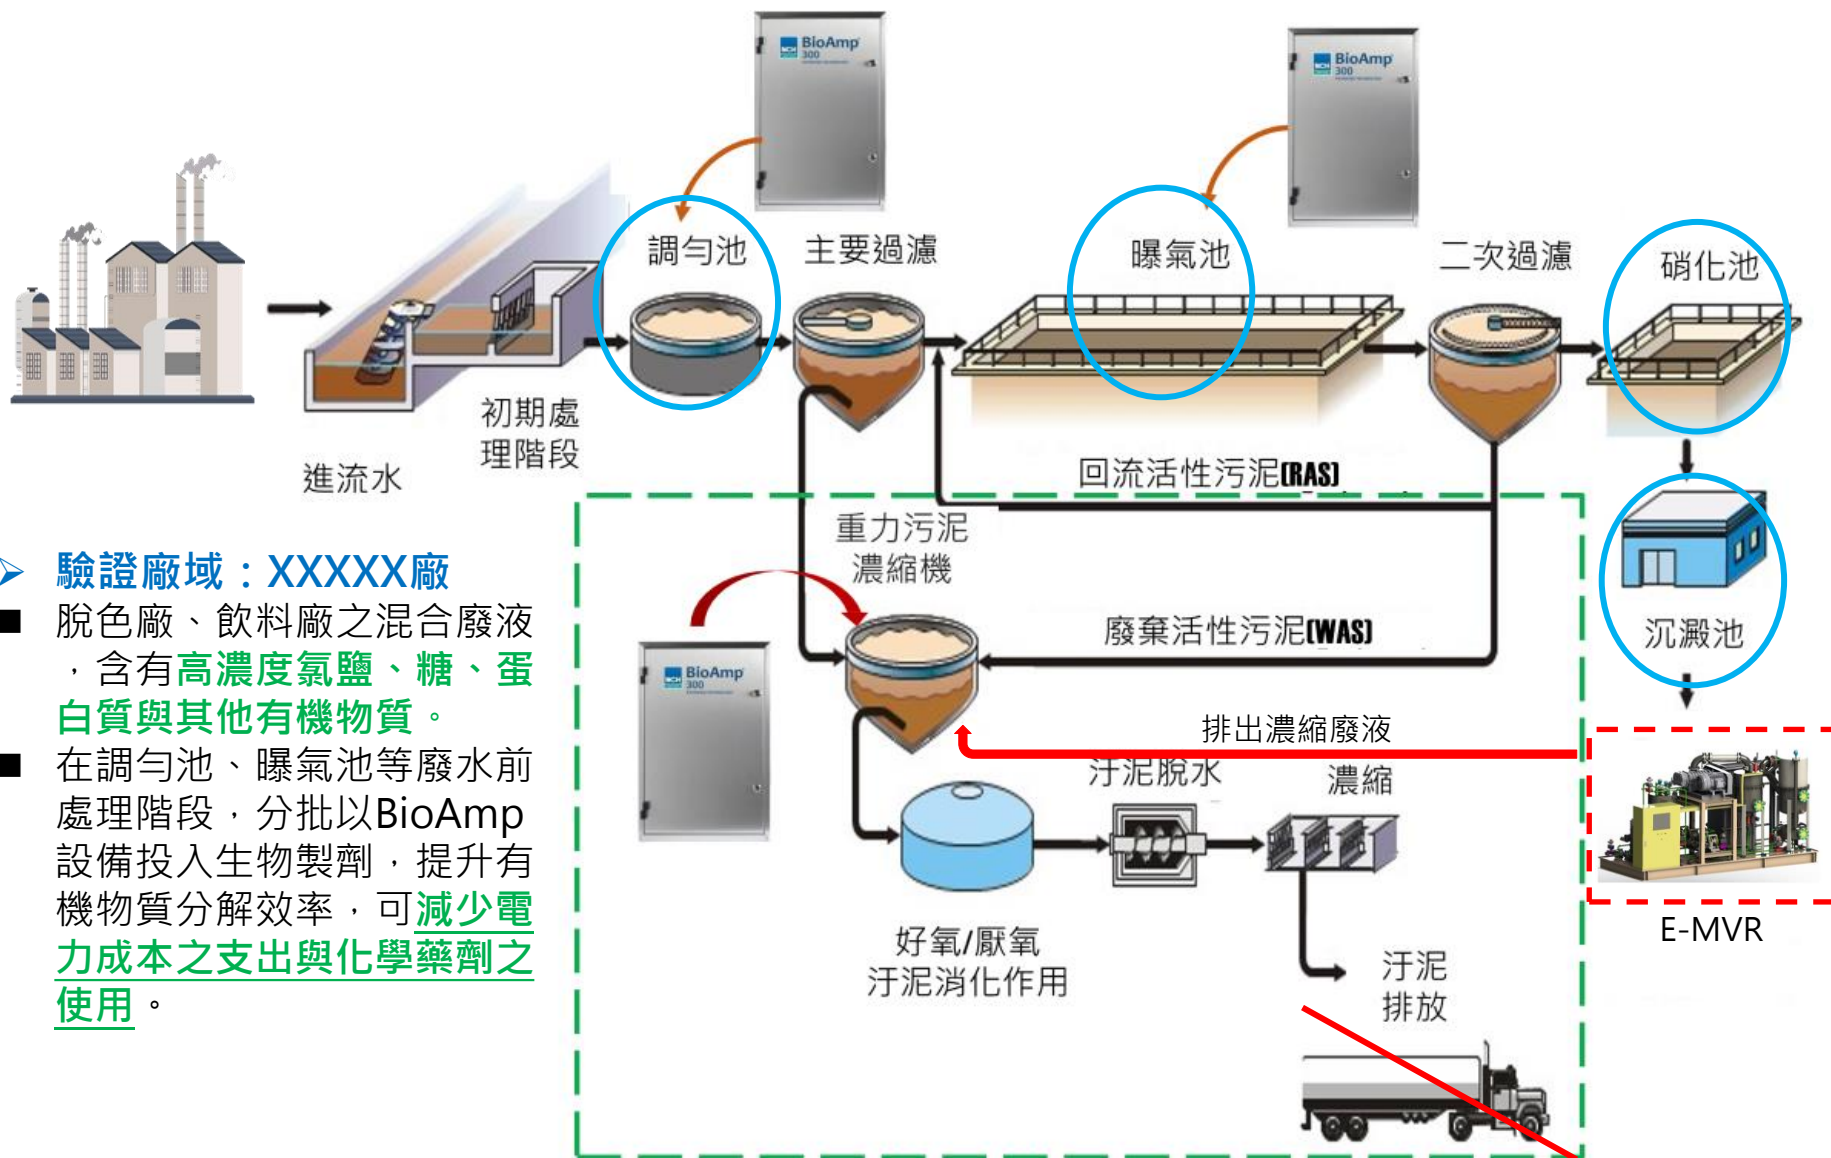 BioAmp
300
BioAmp
300
調勻池
主要過濾
曝氣池
二次過濾
硝化池
初期處
理階段
進流水
回流活性污泥(RAS)
重力污泥
濃縮機
廢棄活性污泥(WAS)
沉澱池
➢ 驗證廠域：XXXXX廠
■ 脫色廠、飲料廠之混合廢液
，含有高濃度氯鹽、糖、蛋
白質與其他有機物質。
■ 在調勻池、曝氣池等廢水前
處理階段，分批以BioAmp
設備投入生物製劑，提升有
機物質分解效率，可減少電
力成本之支出與化學藥劑之
使用。
BioAmp
300
排出濃縮廢液
汙泥脫水
濃縮
好氧/厭氧
汙泥消化作用
汙泥
排放
E-MVR